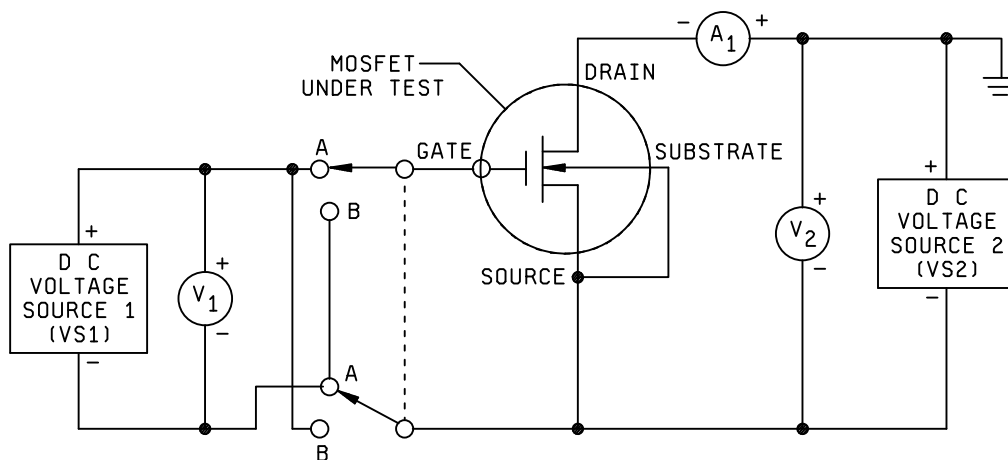 - A1 +
MOSFET
UNDER TEST
DRAIN
A
GATE
SUBSTRATE
B
+
D C
VOLTAGE
SOURCE 1
(VS1)
-
+
V1
-
SOURCE
+
V2
-
+
D C
VOLTAGE
SOURCE 2
(VS2)
-
A
B